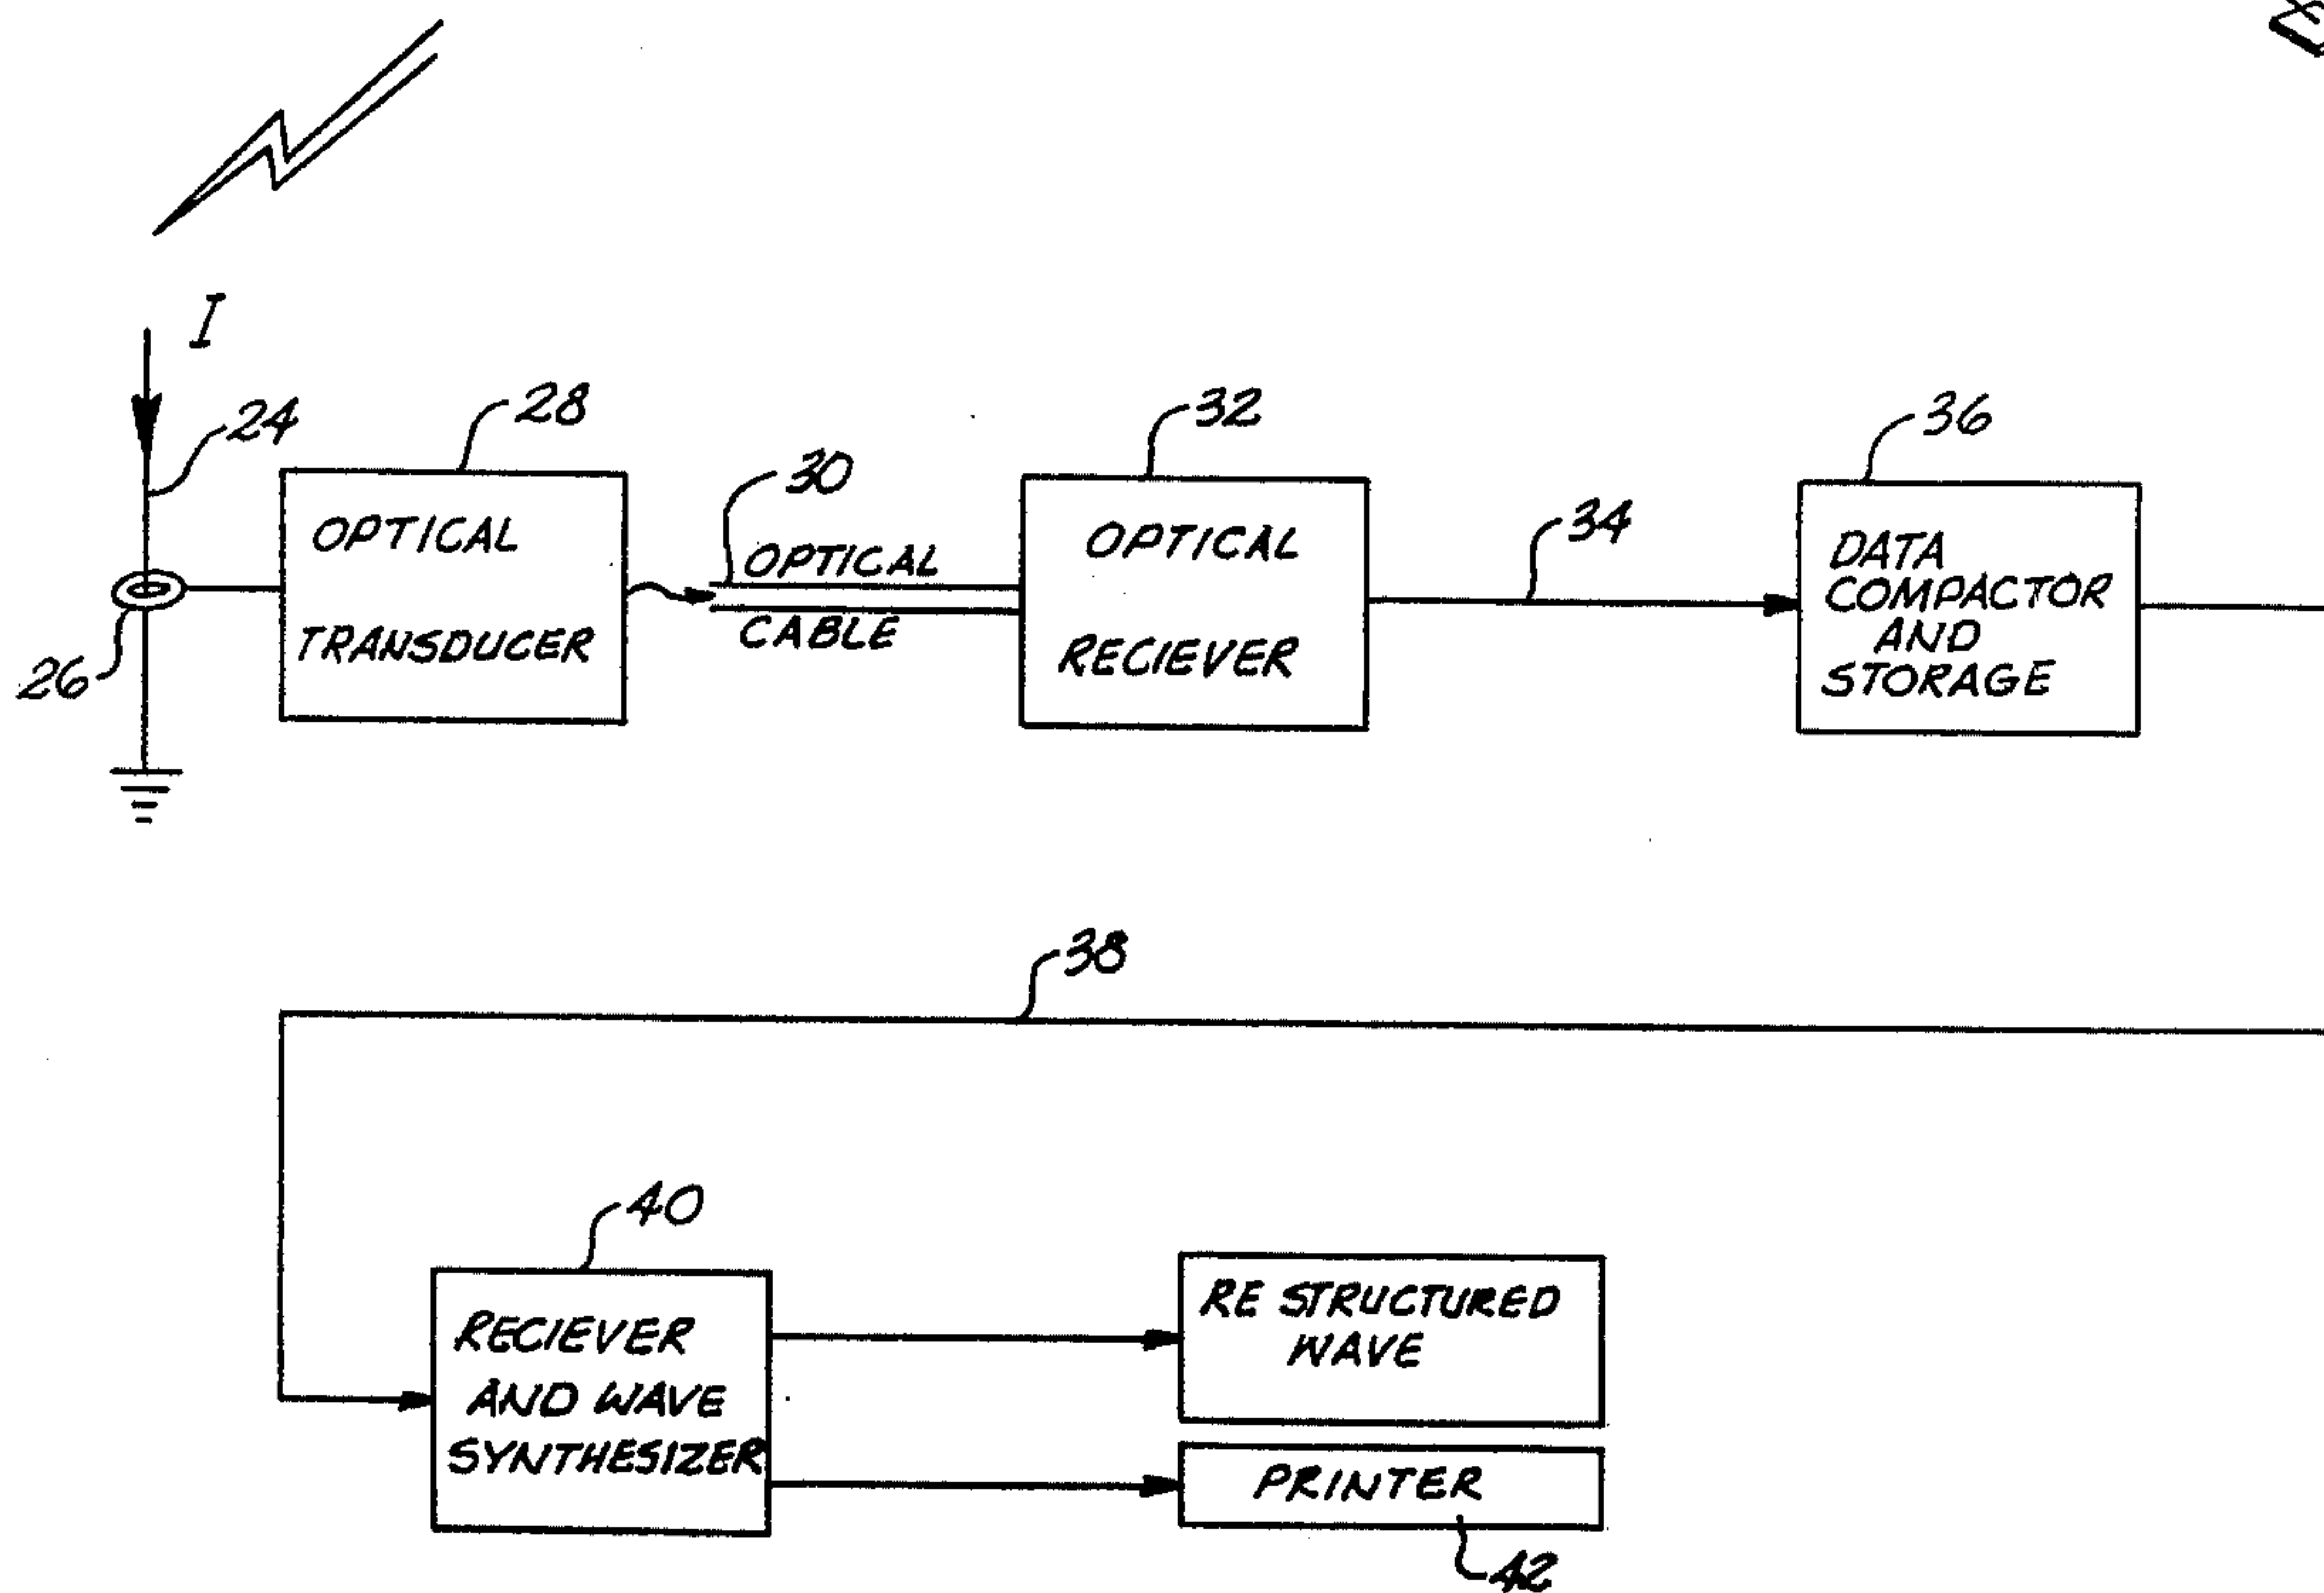 I
24
28
OPTICAL
TRANSDUCER
26
30
OPTICAL
CABLE
32
OPTICAL
RECIEVER
34
36
DATA
COMPACTOR
AND
STORAGE
38
40
RECIEVER
AND WAVE
SYNTHESIZER
RE STRUCTURED
WAVE
PRINTER
42